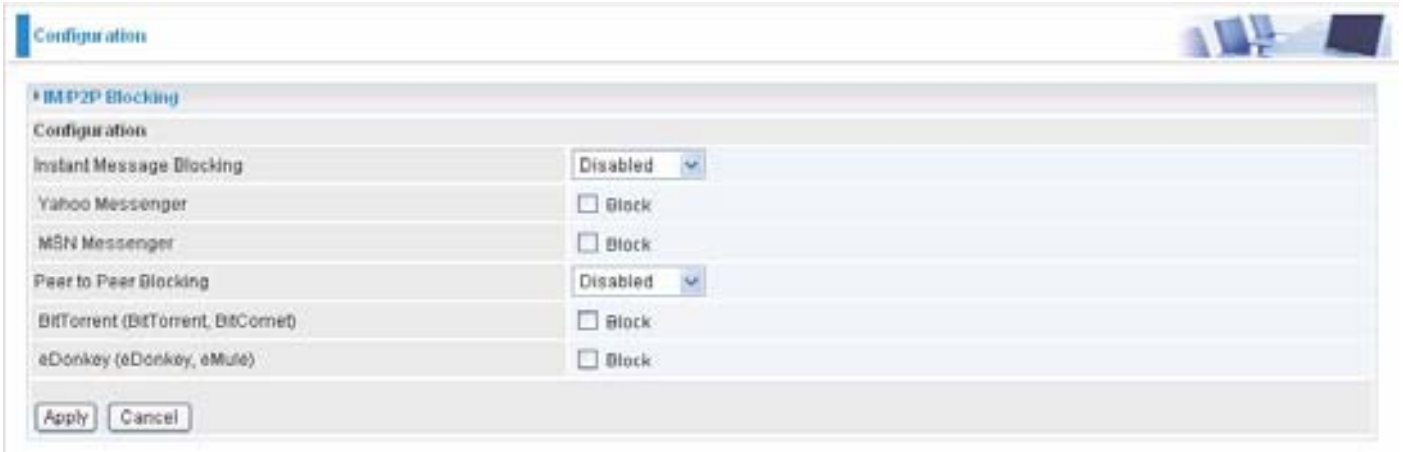 Configuration
IM/P2P Blocking
Configuration
Instant Message Blocking Disabled
Yahoo Messenger Block
MSN Messenger Block
Peer to Peer Blocking Disabled
BitTorrent (BitTorrent, BitComet) Block
eDonkey (eDonkey, eMule) Block
Apply Cancel